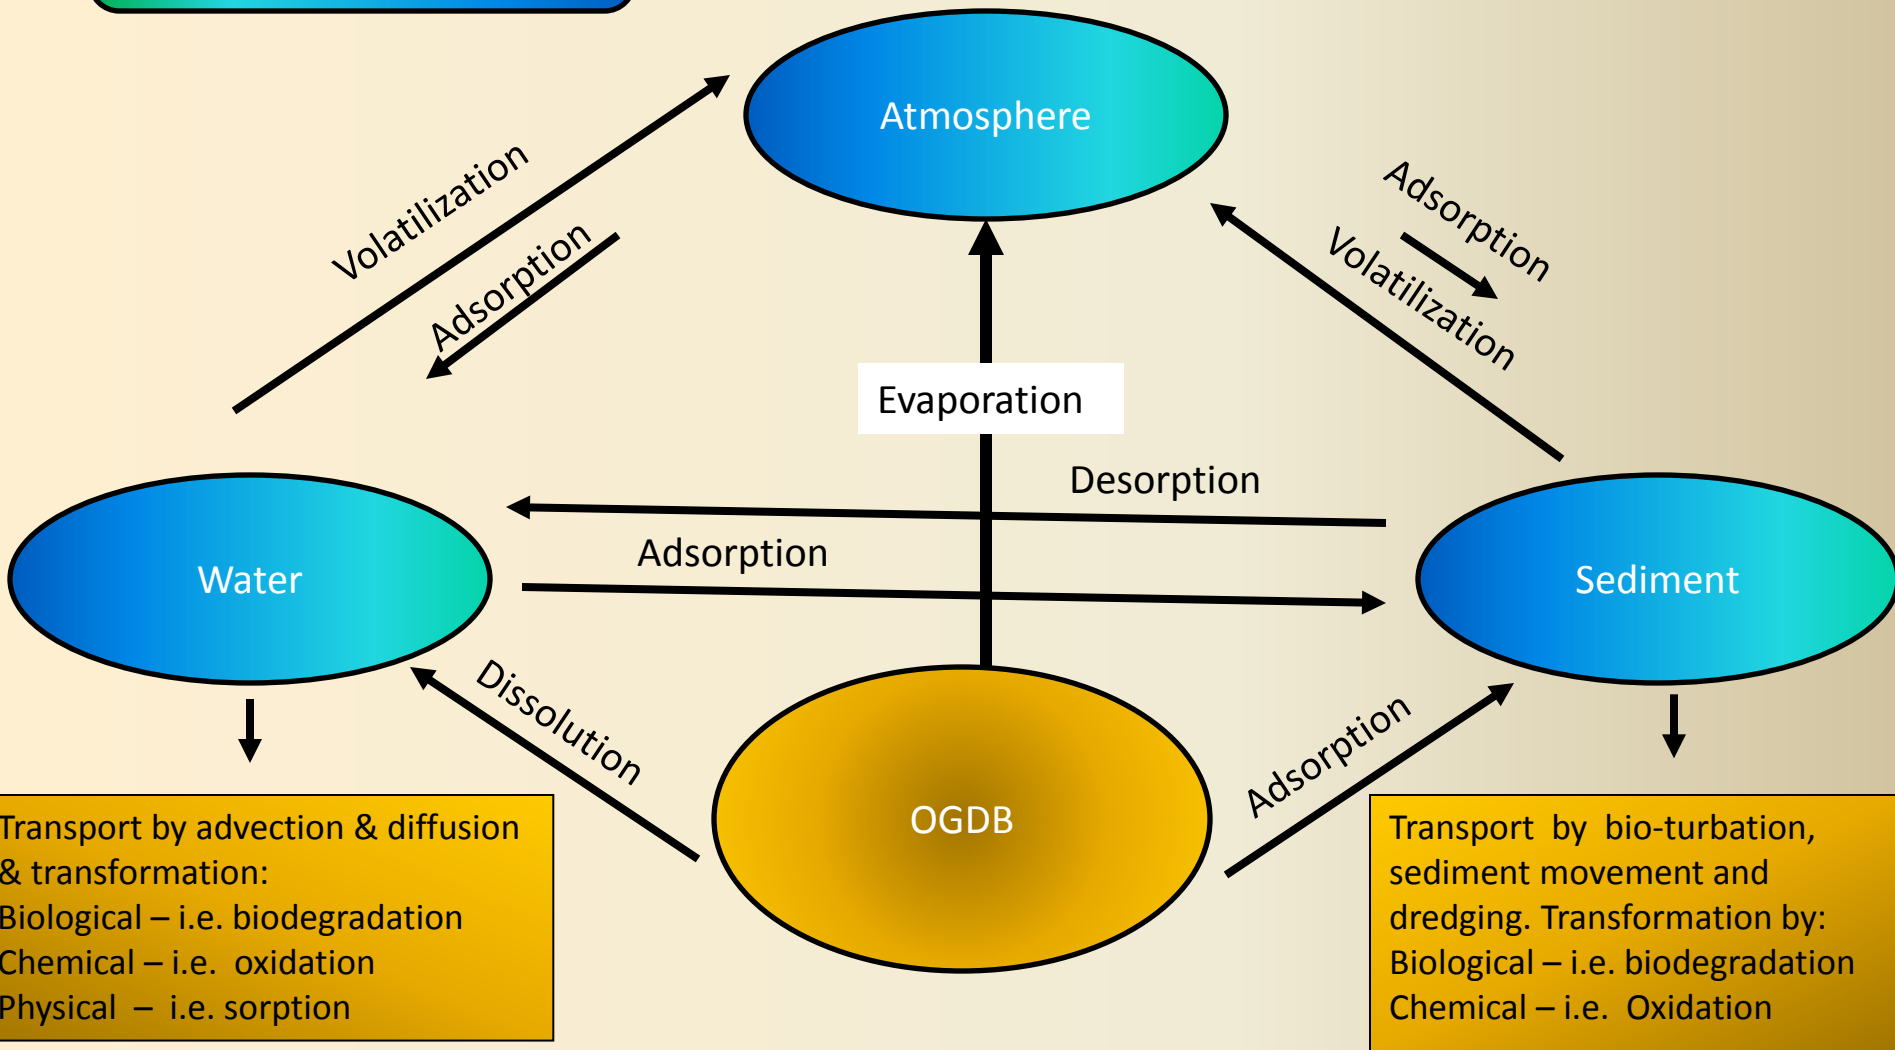 Atmosphere
Volatilization
Adsorption
Adsorption
Volatilization
Evaporation
Desorption
Adsorption
Water
Sediment
Dissolution
OGDB
Adsorption
Transport by advection & diffusion
& transformation:
Biological – i.e. biodegradation
Chemical – i.e. oxidation
Physical – i.e. sorption
Transport by bio-turbation,
sediment movement and
dredging. Transformation by:
Biological – i.e. biodegradation
Chemical – i.e. Oxidation